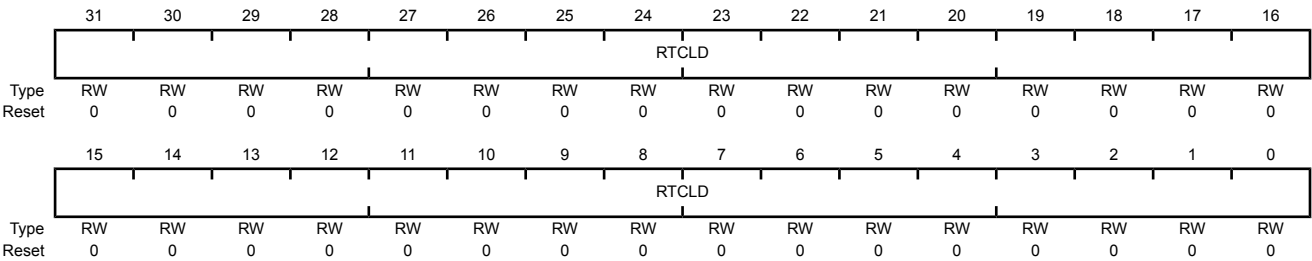 31 30 29 28 27 26 25 24 23 22 21 20 19 18 17 16
RTCLD
Type RW RW RW RW RW RW RW RW RW RW RW RW RW RW RW RW
Reset 0 0 0 0 0 0 0 0 0 0 0 0 0 0 0 0
15 14 13 12 11 10 9 8 7 6 5 4 3 2 1 0
RTCLD
Type RW RW RW RW RW RW RW RW RW RW RW RW RW RW RW RW
Reset 0 0 0 0 0 0 0 0 0 0 0 0 0 0 0 0